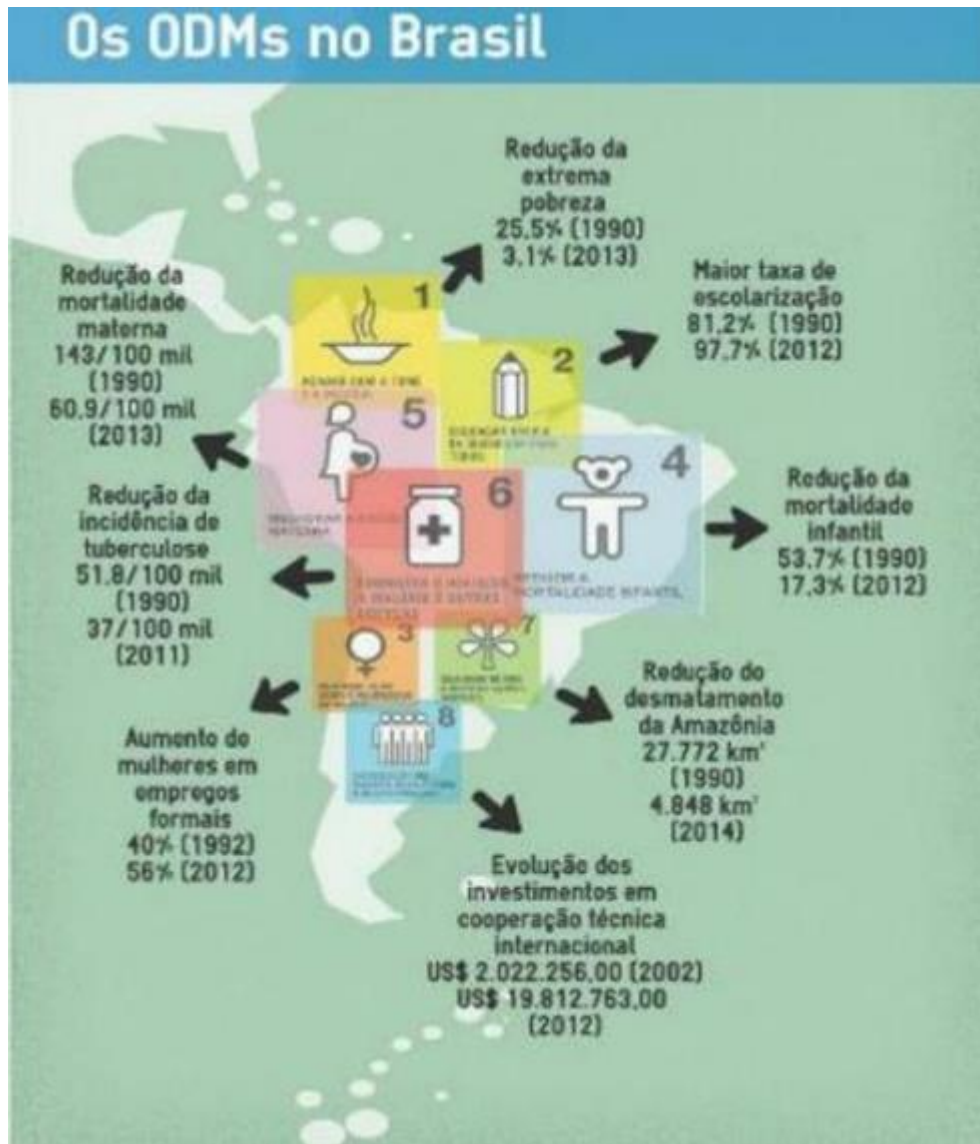 Os ODMs no Brasil
Redução da
extrema
pobreza
25.5% (1990)
3,1% (2013)
Maior taxa de
escolarização
81,2% (1990)
97.7% (2012)
Redução da
mortalidade
materna
143/100 mil
(1990)
60.9/100 mil
(2013)
Redução da
incidência de
tuberculose
51.8/100 mil
(1990)
37/100 mil
(2011)
Redução da
mortalidade
infantil
53.7% (1990)
17,3% (2012)
Aumento de
mulheres em
empregos
formais
40% (1992)
56% (2012)
Redução do
desmatamento
da Amazônia
27.772 km²
(1990)
4.848 km²
(2014)
Evolução dos
investimentos em
cooperação técnica
internacional
US$ 2.022.256,00 (2002)
US$ 19.812.763,00
(2012)
1
2
5
4
6
MORTALIDADE INFANTIL
3
7
8